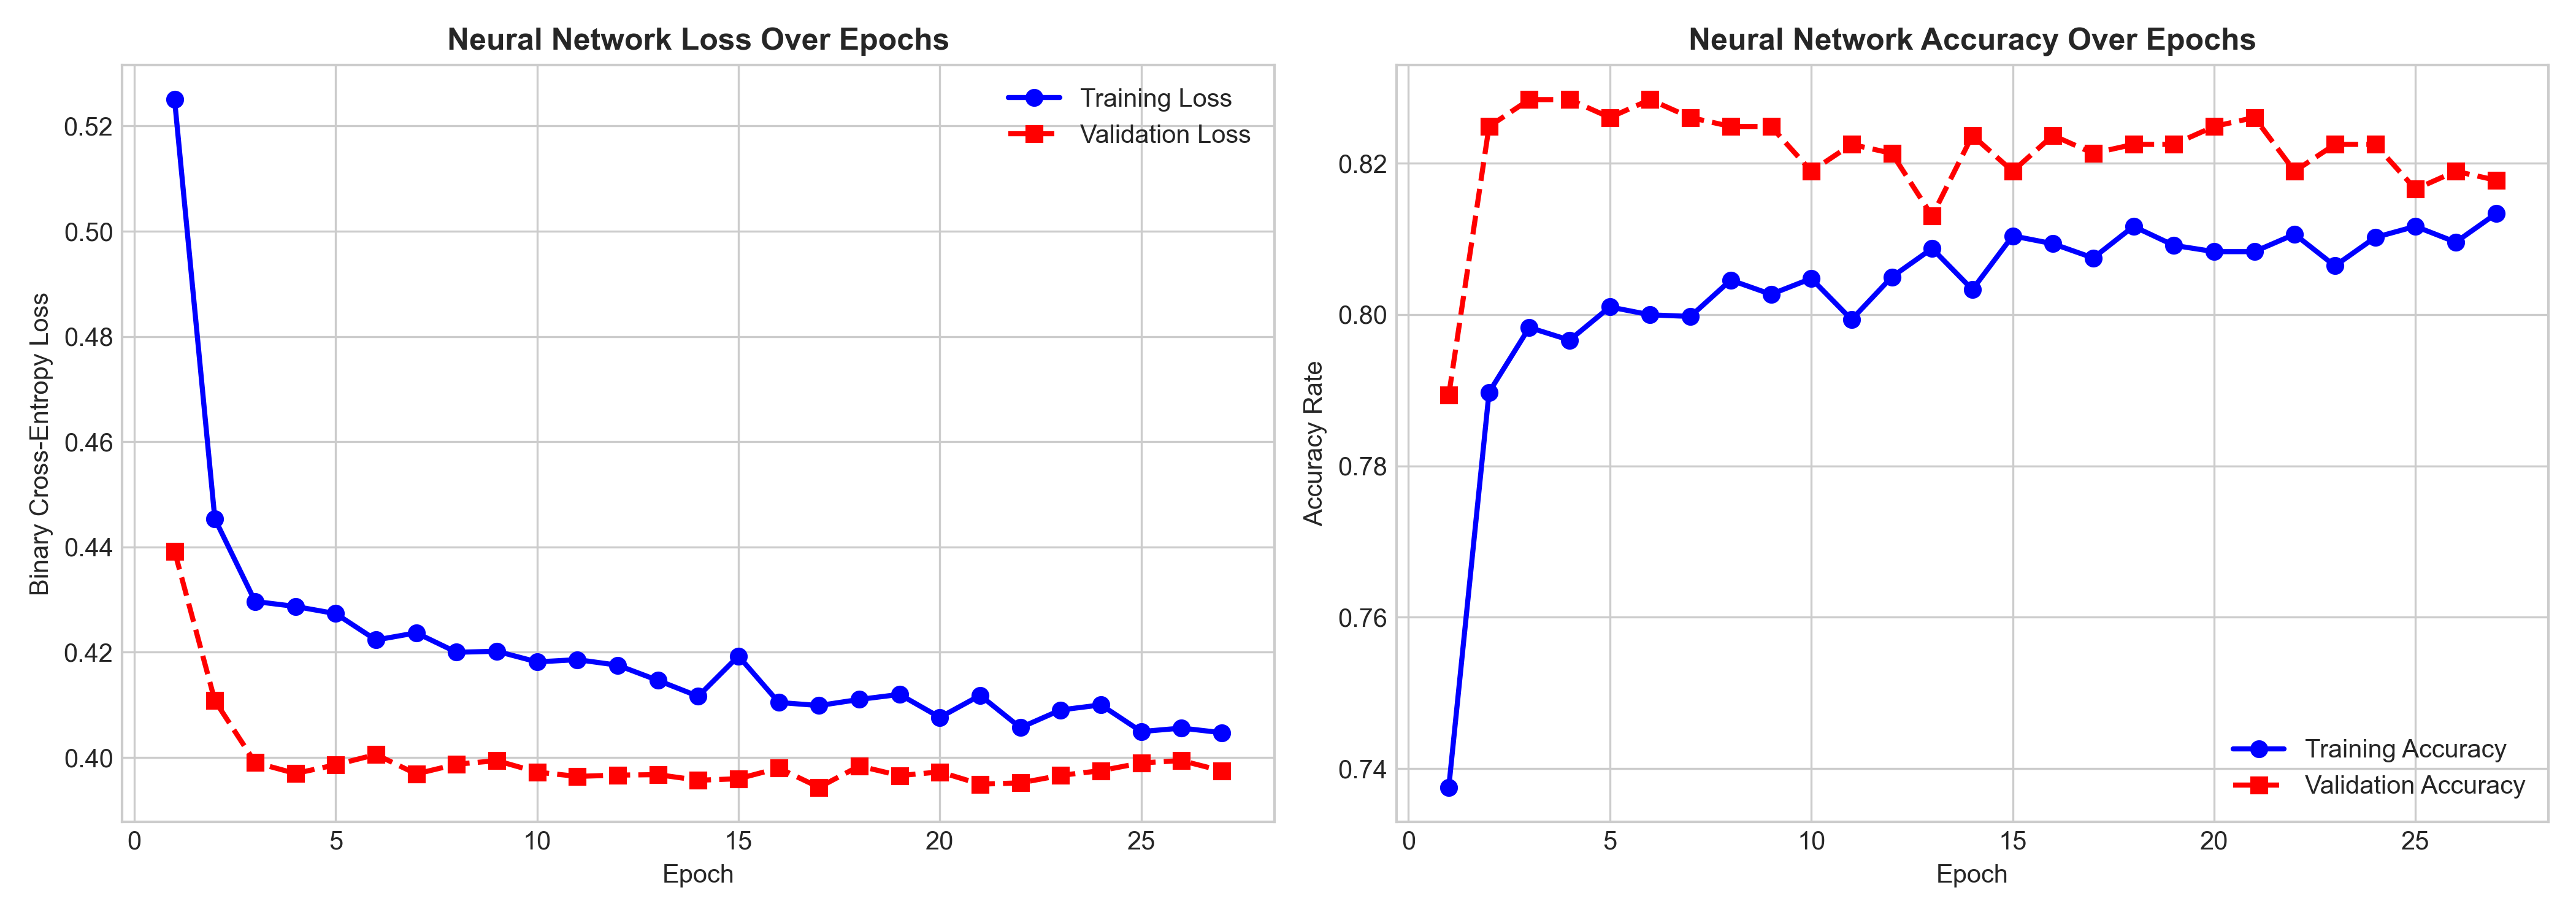 Neural Network Loss Over Epochs
Training Loss
Validation Loss
0.52
0.50
0.48
0.46
0.44
0.42
0.40
Binary Cross-Entropy Loss
0 5 10 15 20 25
Epoch
Neural Network Accuracy Over Epochs
0.82
0.80
0.78
0.76
0.74
Accuracy Rate
Training Accuracy
Validation Accuracy
0 5 10 15 20 25
Epoch